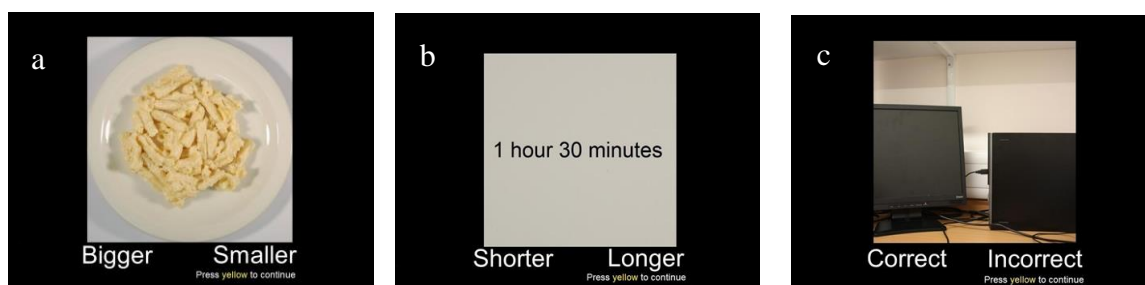 a
Bigger Smaller
Press yellow to continue
b
1 hour 30 minutes
Shorter Longer
Press yellow to continue
c
Correct Incorrect
Press yellow to continue